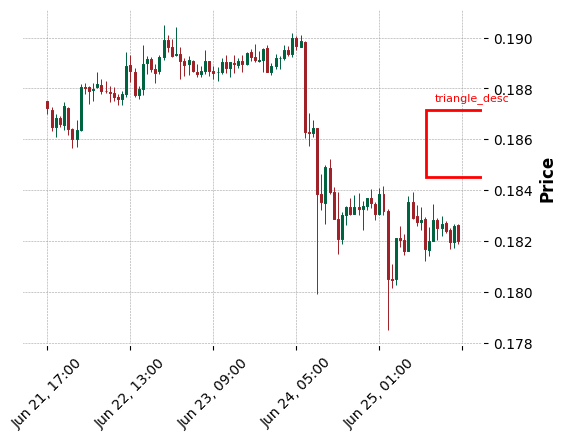 0.190
0.188
triangle_desc
0.186
0.184
0.182
0.180
0.178
Price
Jun 21, 17:00
Jun 22, 13:00
Jun 23, 09:00
Jun 24, 05:00
Jun 25, 01:00